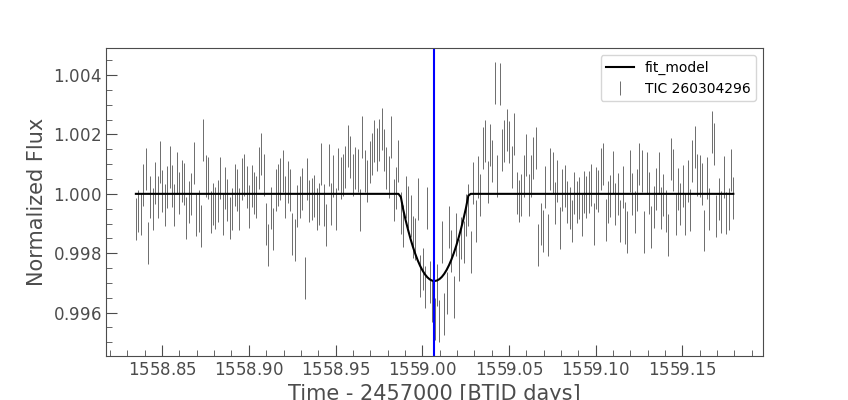 fit_model
TIC 260304296
1.004
1.002
1.000
0.998
0.996
Normalized Flux
1558.85 1558.90 1558.95 1559.00 1559.05 1559.10 1559.15
Time - 2457000 [BTJD days]